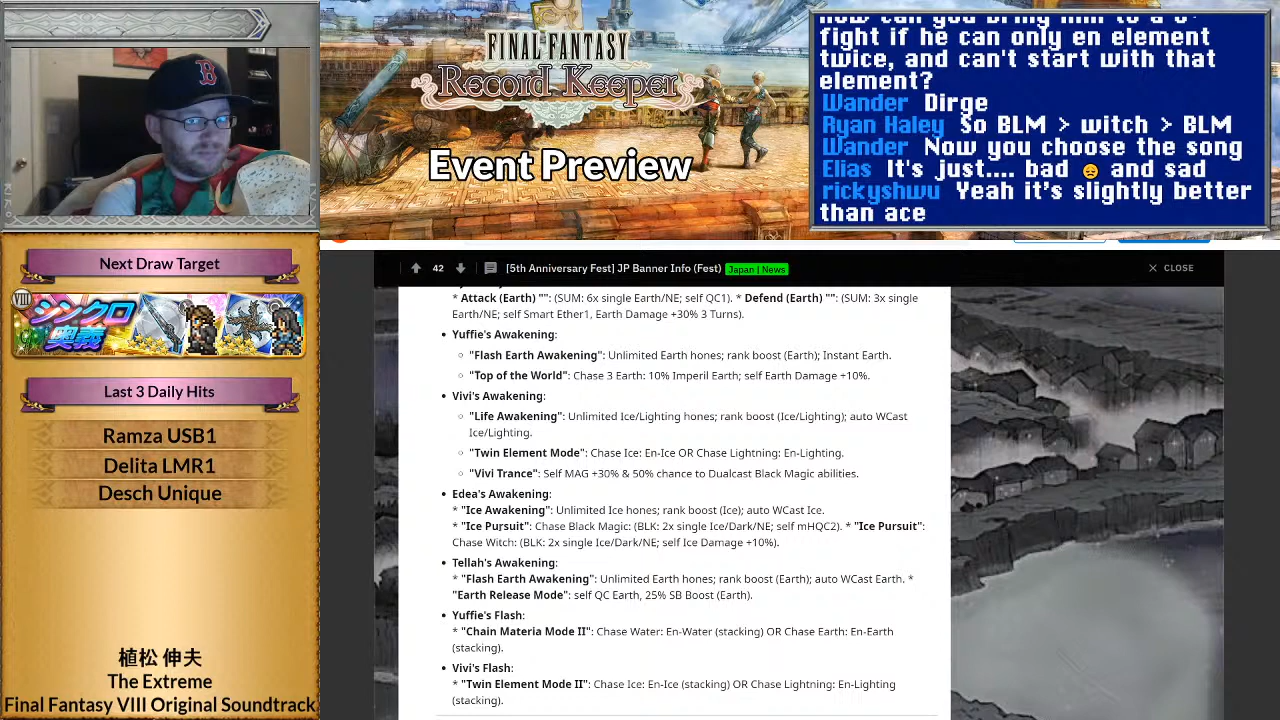 FINAL FANTASY
Record Keeper
Event Preview
fight if he can only en element
twice, and can't start with that
element?
Wander Dirge
Ryan Haley So BLM > witch > BLM
Wander Now you choose the song
Elias It's just.... bad 😔 and sad
rickyshwu Yeah it's slightly better
than ace
Next Draw Target
VIII
シンクロ
奥義
Last 3 Daily Hits
Ramza USB1
Delita LMR1
Desch Unique
植松 伸夫
The Extreme
Final Fantasy VIII Original Soundtrack
42 [5th Anniversary Fest] JP Banner Info (Fest) Japan | News
CLOSE
* Attack (Earth) "": (SUM: 6x single Earth/NE; self QC1). * Defend (Earth) "": (SUM: 3x single
Earth/NE; self Smart Ether1, Earth Damage +30% 3 Turns).
• Yuffie's Awakening:
"Flash Earth Awakening": Unlimited Earth hones; rank boost (Earth); Instant Earth.
"Top of the World": Chase 3 Earth: 10% Imperil Earth; self Earth Damage +10%.
• Vivi's Awakening:
"Life Awakening": Unlimited Ice/Lighting hones; rank boost (Ice/Lighting); auto WCast
Ice/Lighting.
"Twin Element Mode": Chase Ice: En-Ice OR Chase Lightning: En-Lighting.
"Vivi Trance": Self MAG +30% & 50% chance to Dualcast Black Magic abilities.
• Edea's Awakening:
* "Ice Awakening": Unlimited Ice hones; rank boost (Ice); auto WCast Ice.
* "Ice Pursuit": Chase Black Magic: (BLK: 2x single Ice/Dark/NE; self mHQC2). * "Ice Pursuit":
Chase Witch: (BLK: 2x single Ice/Dark/NE; self Ice Damage +10%).
• Tellah's Awakening:
* "Flash Earth Awakening": Unlimited Earth hones; rank boost (Earth); auto WCast Earth. *
"Earth Release Mode": self QC Earth, 25% SB Boost (Earth).
• Yuffie's Flash:
* "Chain Materia Mode II": Chase Water: En-Water (stacking) OR Chase Earth: En-Earth
(stacking).
• Vivi's Flash:
* "Twin Element Mode II": Chase Ice: En-Ice (stacking) OR Chase Lightning: En-Lighting
(stacking).